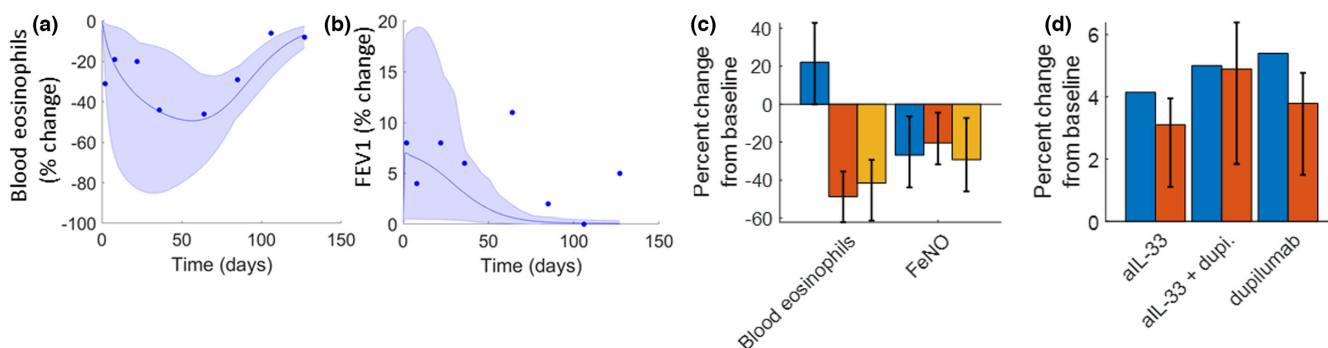 (a)
Blood eosinophils
(% change)
0
-20
-40
-60
-80
-100
0
50
100
150
Time (days)
(b)
FEV1 (% change)
20
15
10
5
0
0
50
100
150
Time (days)
(c)
Percent change
from baseline
40
20
0
-20
-40
-60
Blood eosinophils
FeNO
(d)
Percent change
from baseline
6
4
2
0
aIL-33
aIL-33 + dupi.
dupilumab